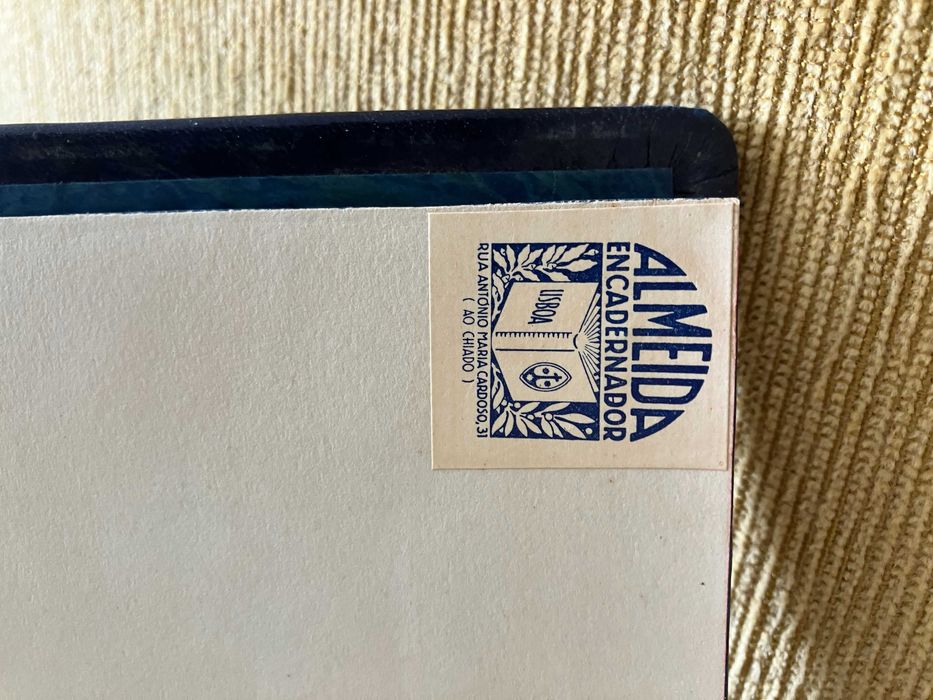 ALMEIDA
ENCADERNADOR
LISBOA
RUA ANTÓNIO MARIA CARDOSO, 31
( AO CHIADO )